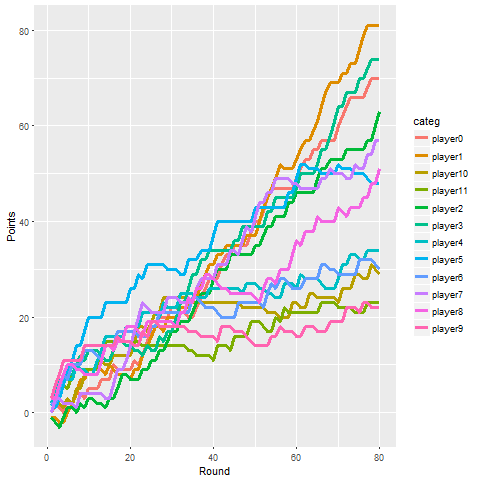 80
60
40
20
0
Points
0
20
40
60
80
Round
categ
player0
player1
player10
player11
player2
player3
player4
player5
player6
player7
player8
player9